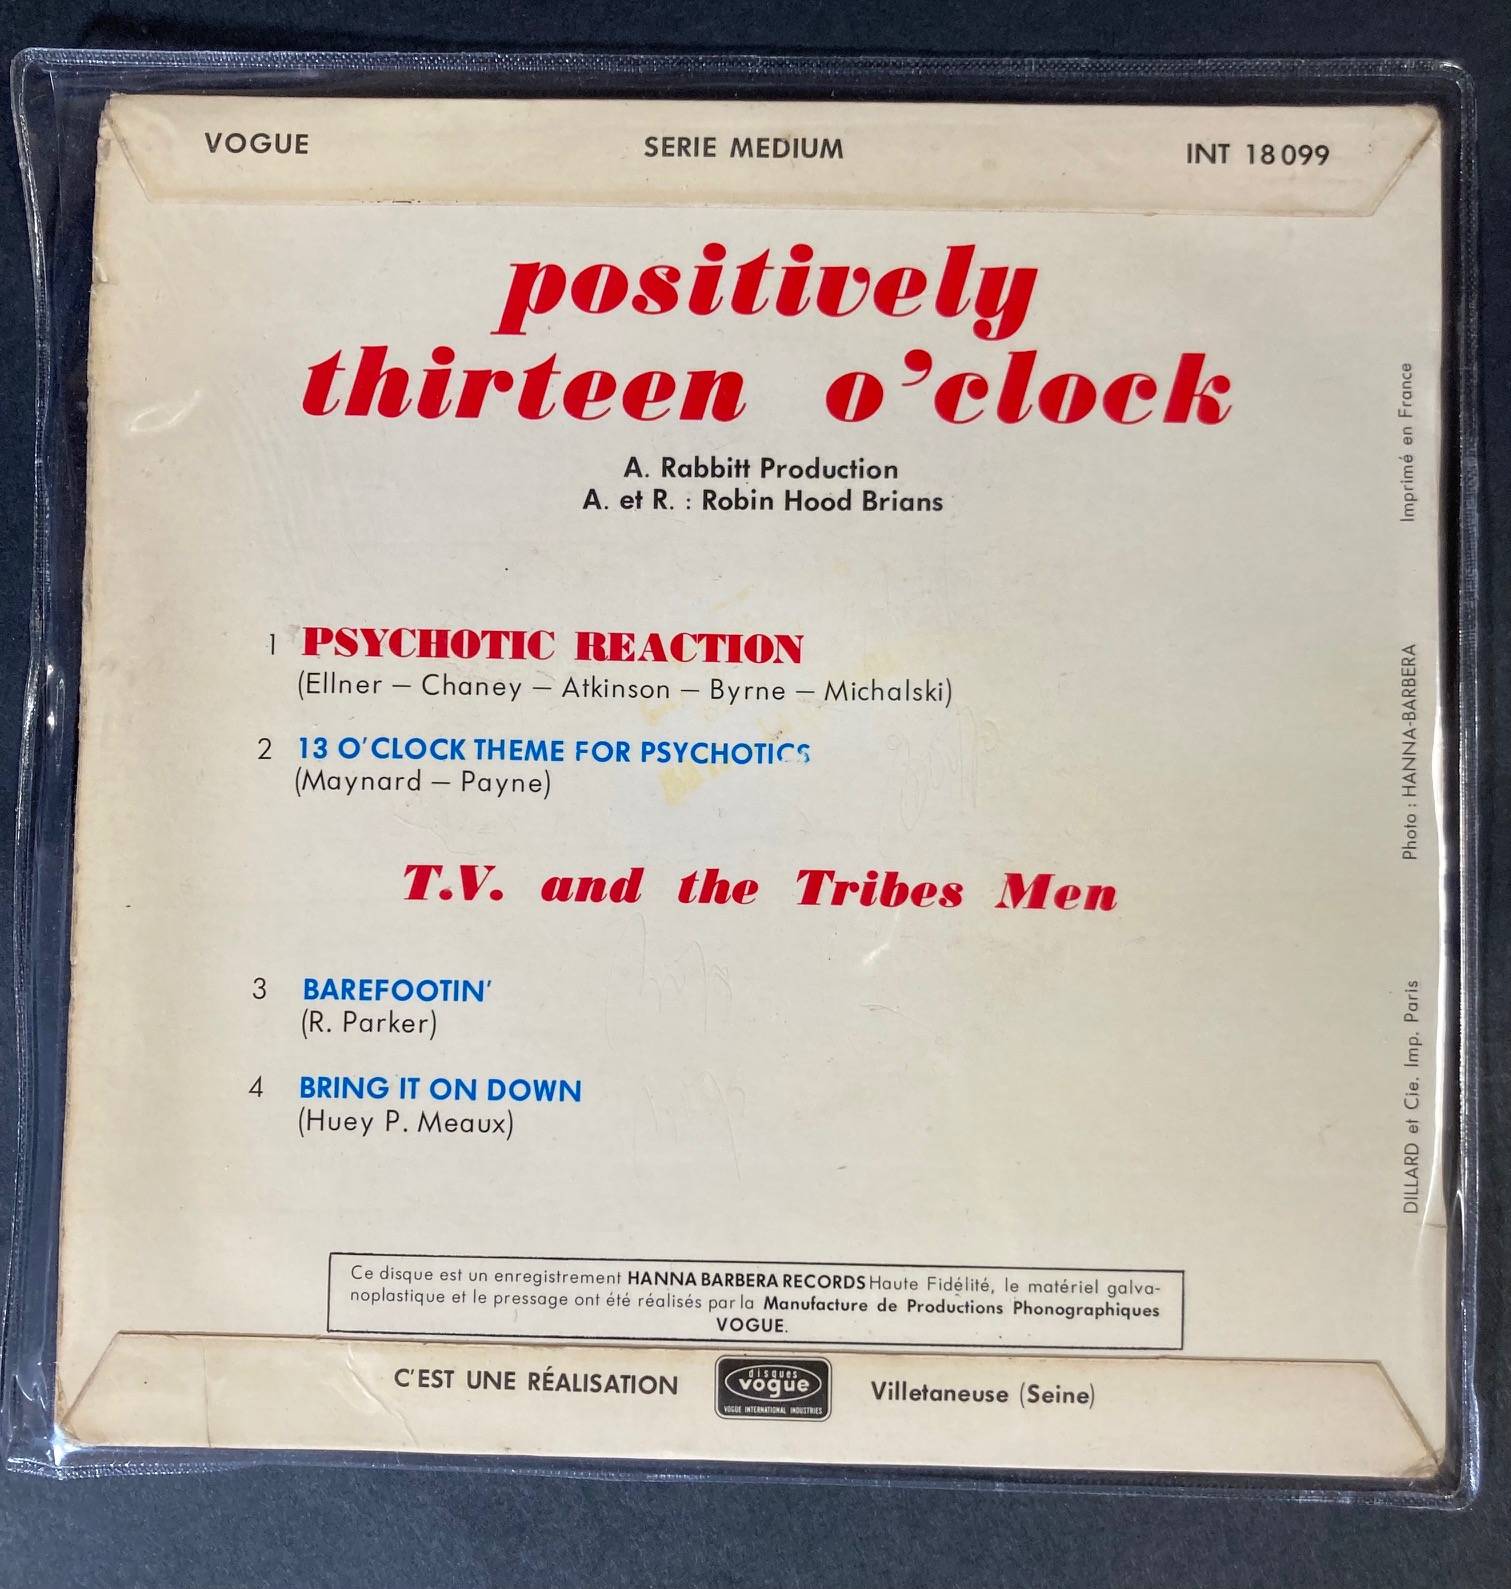 VOGUE SERIE MEDIUM INT 18099
positively
thirteen o'clock
A. Rabbitt Production
A. et R. : Robin Hood Brians
1 PSYCHOTIC REACTION
(Ellner – Chaney – Atkinson – Byrne – Michalski)
2 13 O'CLOCK THEME FOR PSYCHOTICS
(Maynard – Payne)
T.V. and the Tribes Men
3 BAREFOOTIN'
(R. Parker)
4 BRING IT ON DOWN
(Huey P. Meaux)
Ce disque est un enregistrement HANNA BARBERA RECORDS Haute Fidélité, le matériel galva-
noplastique et le pressage ont été réalisés par la Manufacture de Productions Phonographiques
VOGUE.
C'EST UNE RÉALISATION
disques
vogue
VOGUE INTERNATIONAL INDUSTRIES
Villetaneuse (Seine)
DILLARD et Cie. Imp. Paris
Photo : HANNA-BARBERA
Imprimé en France